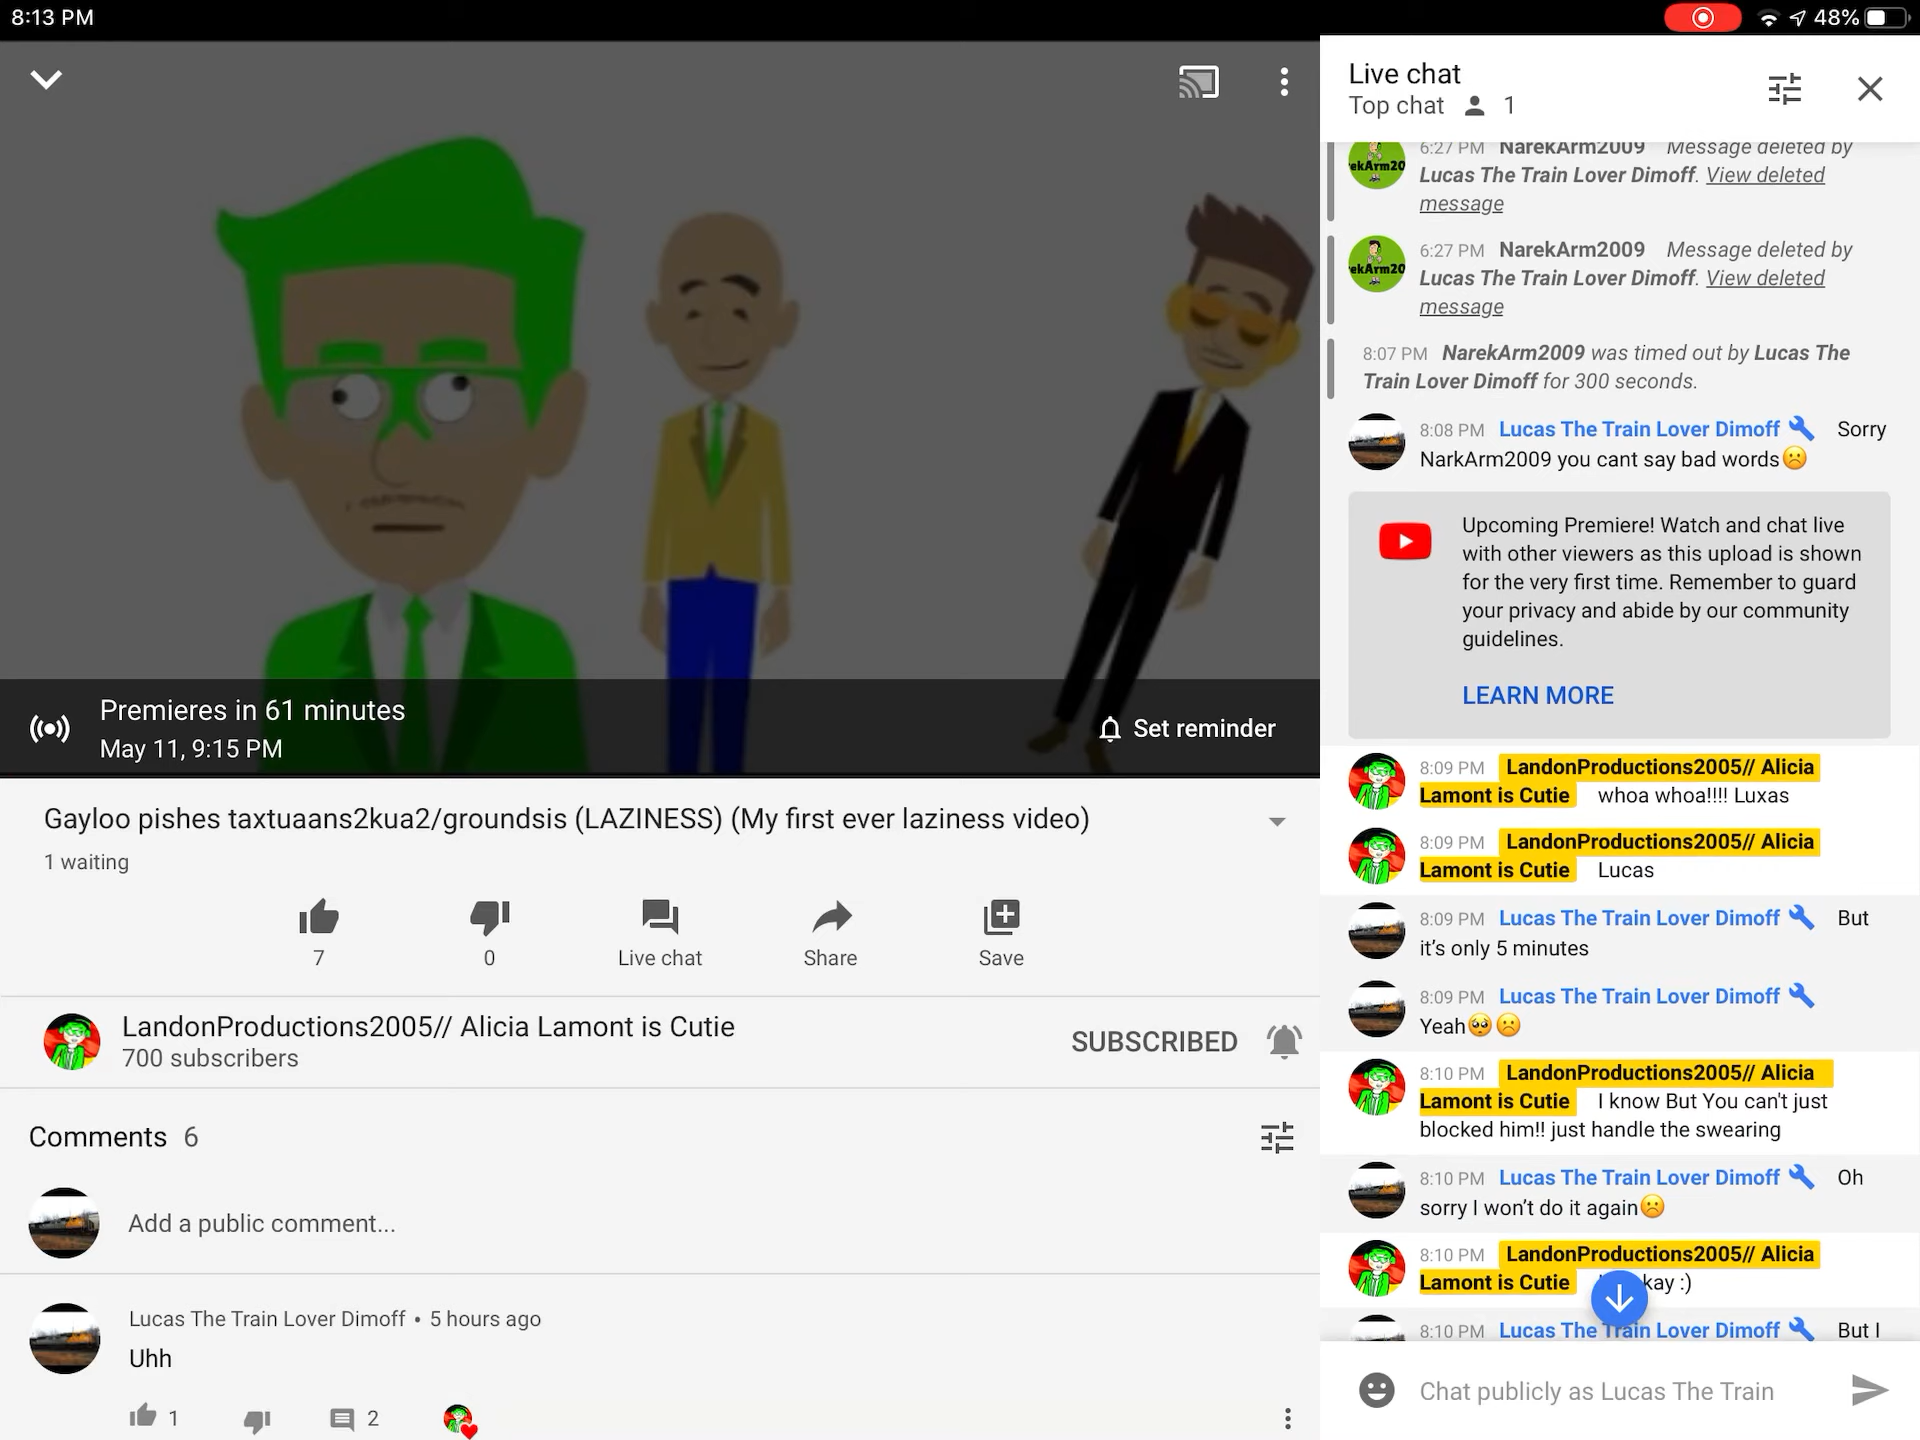 8:13 PM
48%
Premieres in 61 minutes
May 11, 9:15 PM
Set reminder
Gayloo pishes taxtuaans2kua2/groundsis (LAZINESS) (My first ever laziness video)
1 waiting
7
0
Live chat
Share
Save
LandonProductions2005// Alicia Lamont is Cutie
700 subscribers
SUBSCRIBED
Comments 6
Add a public comment...
Lucas The Train Lover Dimoff • 5 hours ago
Uhh
1
2
Live chat
Top chat 1
6:27 PM NarekArm2009 Message deleted by
Lucas The Train Lover Dimoff. View deleted
message
6:27 PM NarekArm2009 Message deleted by
Lucas The Train Lover Dimoff. View deleted
message
8:07 PM NarekArm2009 was timed out by Lucas The
Train Lover Dimoff for 300 seconds.
8:08 PM Lucas The Train Lover Dimoff Sorry
NarkArm2009 you cant say bad words☹️
Upcoming Premiere! Watch and chat live
with other viewers as this upload is shown
for the very first time. Remember to guard
your privacy and abide by our community
guidelines.
LEARN MORE
8:09 PM LandonProductions2005// Alicia
Lamont is Cutie whoa whoa!!!! Luxas
8:09 PM LandonProductions2005// Alicia
Lamont is Cutie Lucas
8:09 PM Lucas The Train Lover Dimoff But
it's only 5 minutes
8:09 PM Lucas The Train Lover Dimoff
Yeah🥺☹️
8:10 PM LandonProductions2005// Alicia
Lamont is Cutie I know But You can't just
blocked him!! just handle the swearing
8:10 PM Lucas The Train Lover Dimoff Oh
sorry I won't do it again☹️
8:10 PM LandonProductions2005// Alicia
Lamont is Cutie kay :)
8:10 PM Lucas The Train Lover Dimoff But I
Chat publicly as Lucas The Train